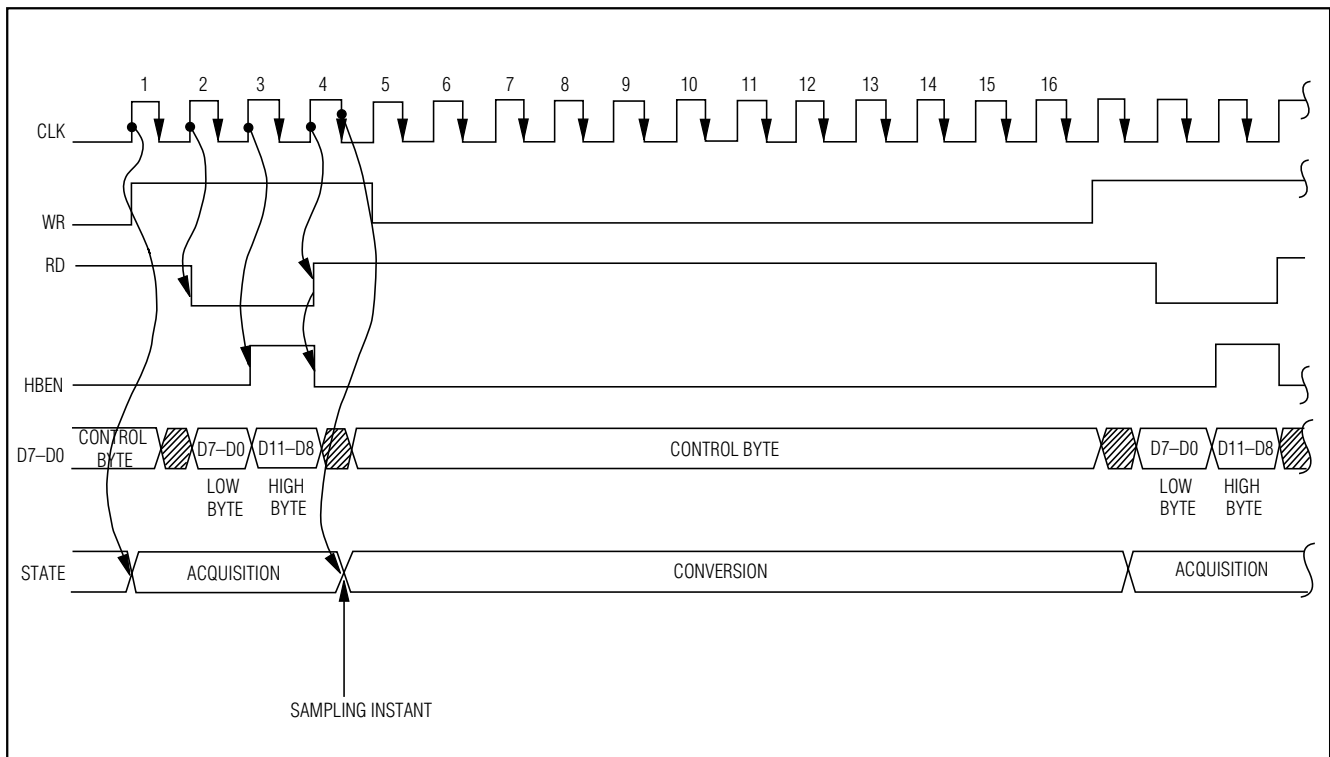 1 2 3 4 5 6 7 8 9 10 11 12 13 14 15 16
CLK
WR
RD
HBEN
D7–D0
CONTROL
BYTE
D7–D0
D11–D8
CONTROL BYTE
D7–D0
D11–D8
LOW
BYTE
HIGH
BYTE
LOW
BYTE
HIGH
BYTE
STATE
ACQUISITION
CONVERSION
ACQUISITION
SAMPLING INSTANT